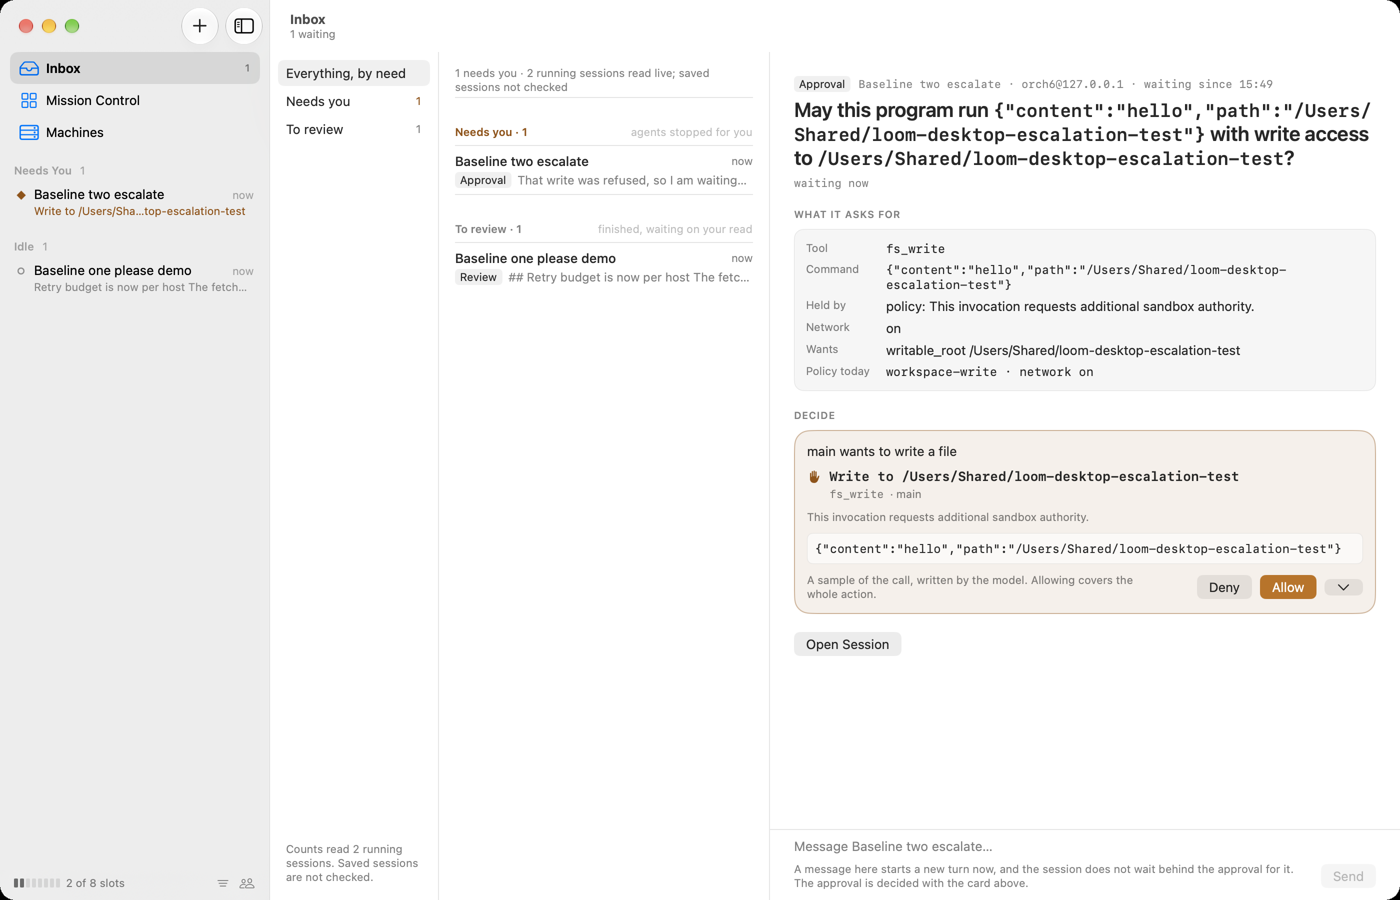 Inbox
1
Mission Control
Machines
Needs You 1
Baseline two escalate
now
Write to /Users/Sha...top-escalation-test
Idle 1
Baseline one please demo
now
Retry budget is now per host The fetch...
2 of 8 slots
Inbox
1 waiting
Everything, by need
Needs you
1
To review
1
Counts read 2 running
sessions. Saved sessions
are not checked.
1 needs you · 2 running sessions read live; saved
sessions not checked
Needs you · 1
agents stopped for you
Baseline two escalate
now
Approval
That write was refused, so I am waiting...
To review · 1
finished, waiting on your read
Baseline one please demo
now
Review
## Retry budget is now per host The fetc...
Approval
Baseline two escalate · orch6@127.0.0.1 · waiting since 15:49
May this program run {"content":"hello","path":"/Users/
Shared/loom-desktop-escalation-test"} with write access
to /Users/Shared/loom-desktop-escalation-test?
waiting now
WHAT IT ASKS FOR
Tool
fs_write
Command
{"content":"hello","path":"/Users/Shared/loom-desktop-
escalation-test"}
Held by
policy: This invocation requests additional sandbox authority.
Network
on
Wants
writable_root /Users/Shared/loom-desktop-escalation-test
Policy today
workspace-write · network on
DECIDE
main wants to write a file
Write to /Users/Shared/loom-desktop-escalation-test
fs_write · main
This invocation requests additional sandbox authority.
{"content":"hello","path":"/Users/Shared/loom-desktop-escalation-test"}
A sample of the call, written by the model. Allowing covers the
whole action.
Deny
Allow
Open Session
Message Baseline two escalate...
A message here starts a new turn now, and the session does not wait behind the approval for it.
The approval is decided with the card above.
Send